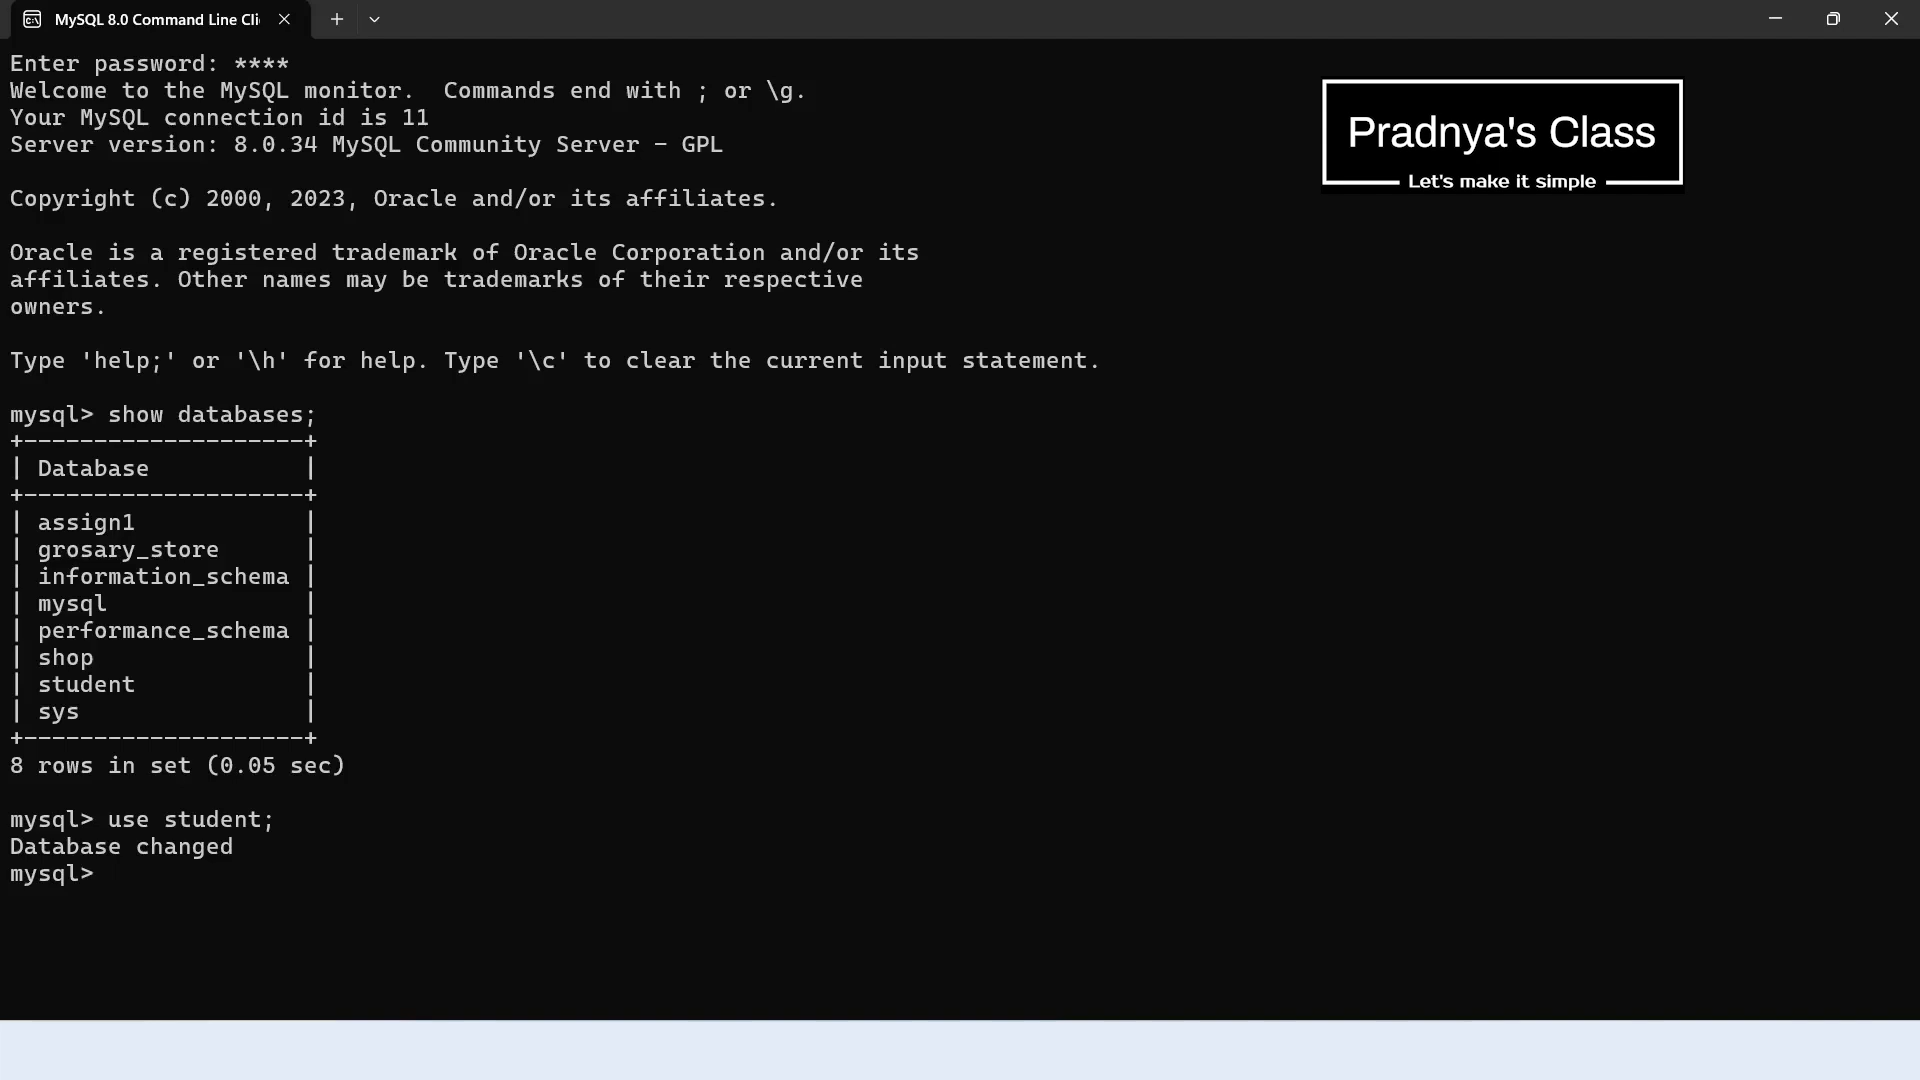 MySQL 8.0 Command Line Cli
Enter password: ****
Welcome to the MySQL monitor.  Commands end with ; or \g.
Your MySQL connection id is 11
Server version: 8.0.34 MySQL Community Server - GPL
Pradnya's Class
Let's make it simple
Copyright (c) 2000, 2023, Oracle and/or its affiliates.
Oracle is a registered trademark of Oracle Corporation and/or its
affiliates. Other names may be trademarks of their respective
owners.
Type 'help;' or '\h' for help. Type '\c' to clear the current input statement.
mysql> show databases;
+--------------------+
| Database           |
+--------------------+
| assign1            |
| grosary_store      |
| information_schema |
| mysql              |
| performance_schema |
| shop               |
| student            |
| sys                |
+--------------------+
8 rows in set (0.05 sec)
mysql> use student;
Database changed
mysql>